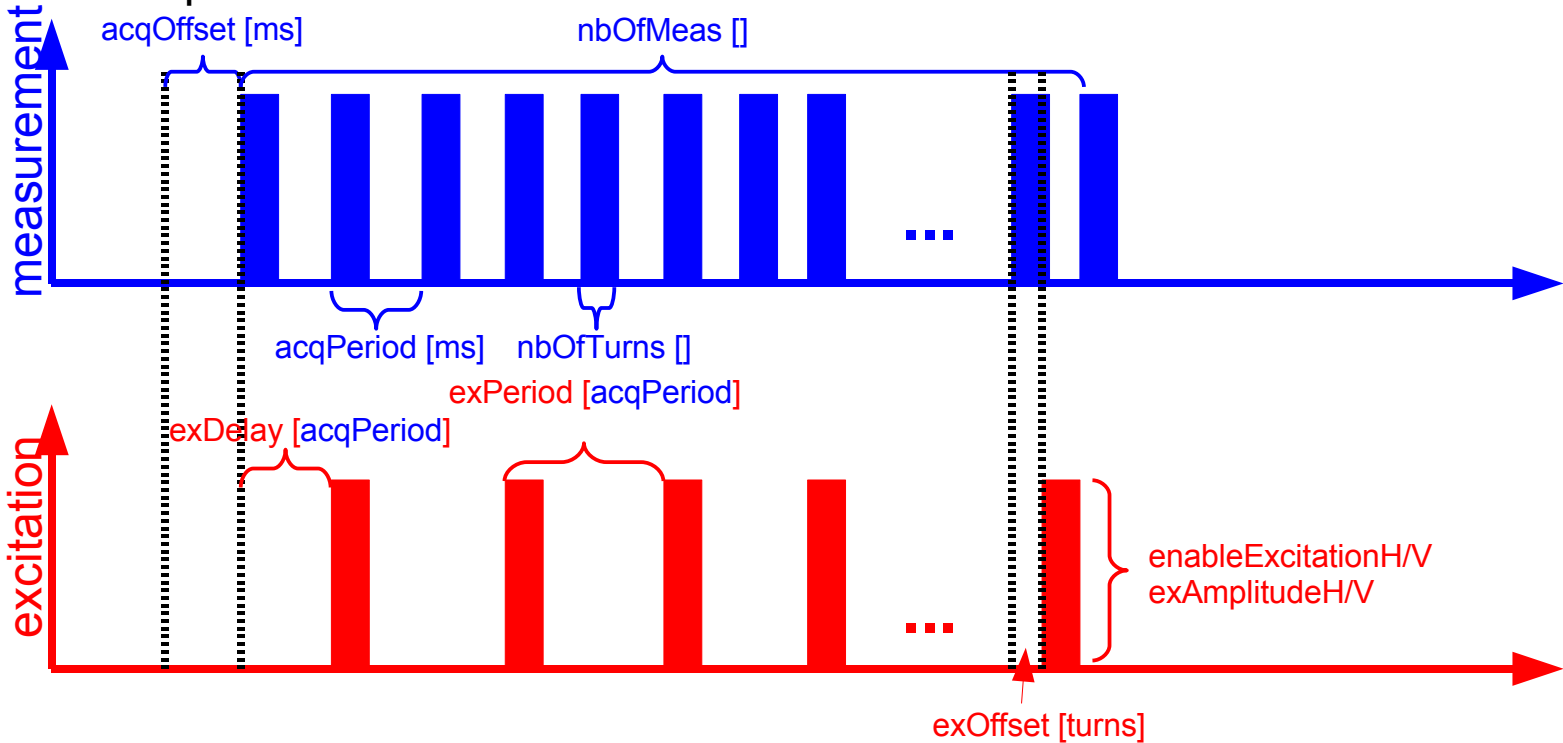 acqOffset [ms]
nbOfMeas []
measurement
...
acqPeriod [ms]
nbOfTurns []
exPeriod [acqPeriod]
exDelay [acqPeriod]
excitation
enableExcitationH/V
exAmplitudeH/V
...
exOffset [turns]